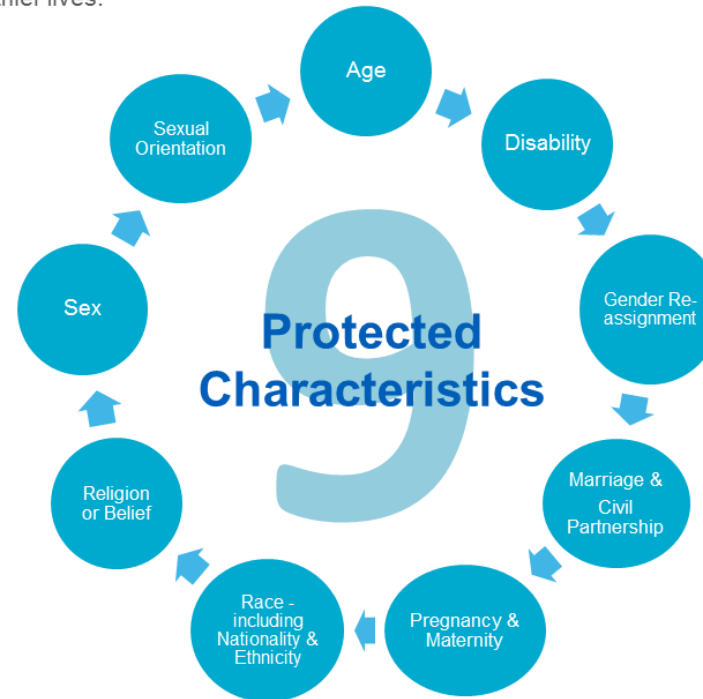 lives.
Age
Disability
Gender Re-
assignment
Marriage &
Civil
Partnership
Pregnancy &
Maternity
Race -
including
Nationality &
Ethnicity
Religion
or Belief
Sex
Sexual
Orientation
9
Protected
Characteristics